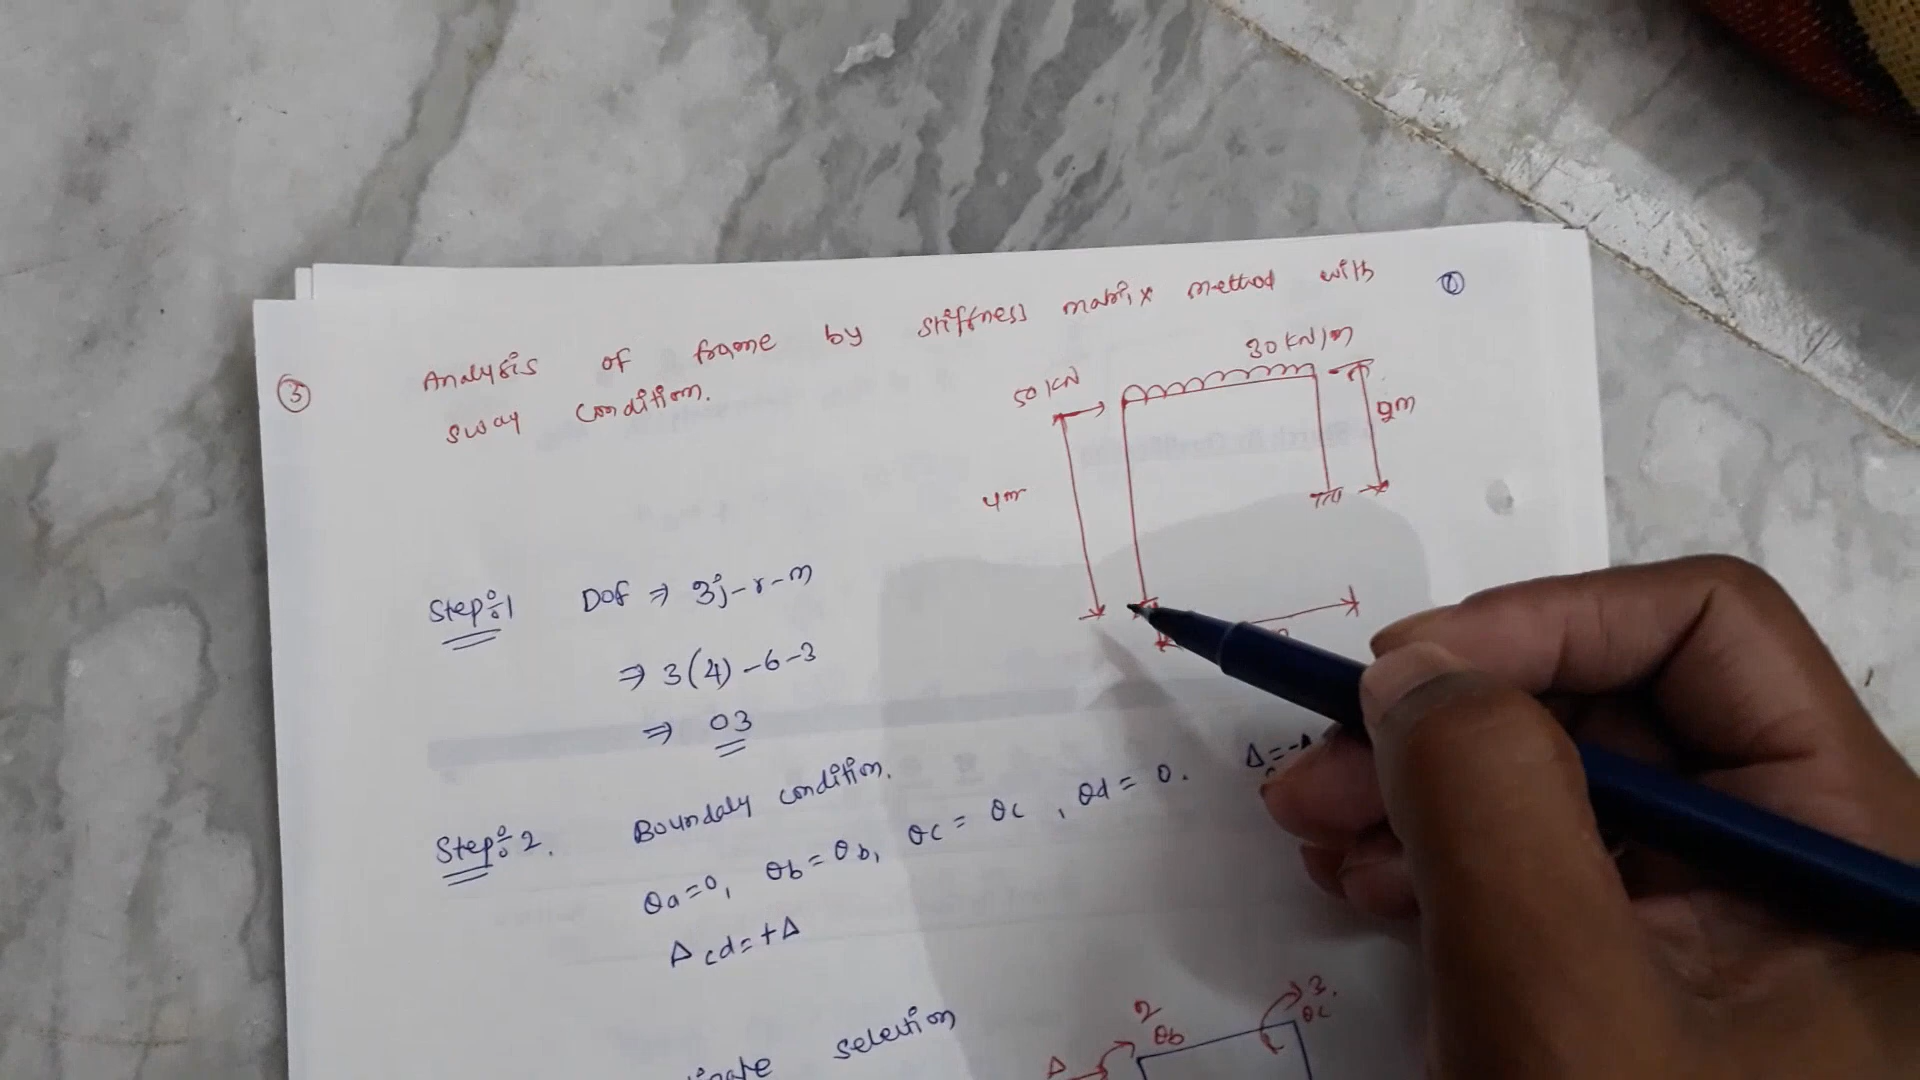 Analysis of frame by stiffness matrix method with
③ sway condition.
①
50 KN
30 KN/m
4m
Step:1 Dof ⇒ 3j-r-m
⇒ 3(4)-6-3
⇒ 03
Step:2. Boundary condition.
θa=0, θb=θb, θc=θc, θd=0.
Δcd=+Δ
selection
2
θb
3.
θc
Δ